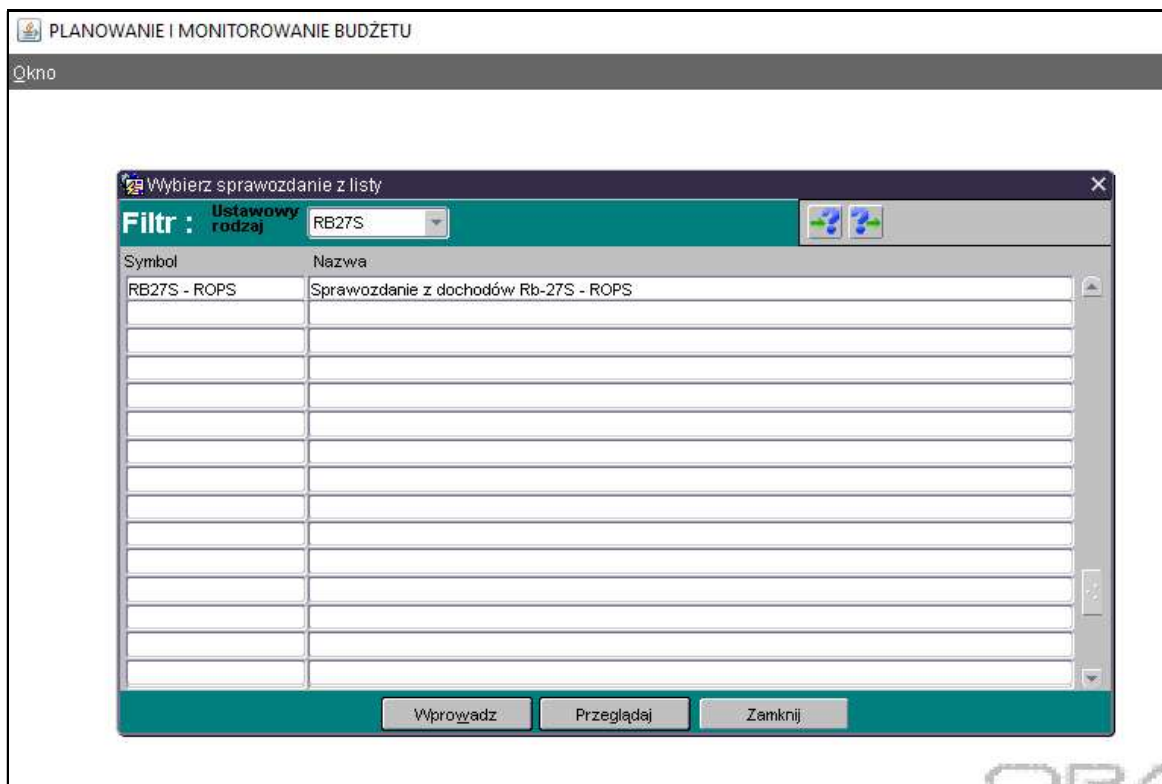 PLANOWANIE I MONITOROWANIE BUDŻETU
Okno
Wybierz sprawozdanie z listy
Filtr : Ustawowy rodzaj RB27S
Symbol Nazwa
RB27S - ROPS Sprawozdanie z dochodów Rb-27S - ROPS
Wprowadz Przeglądaj Zamknij